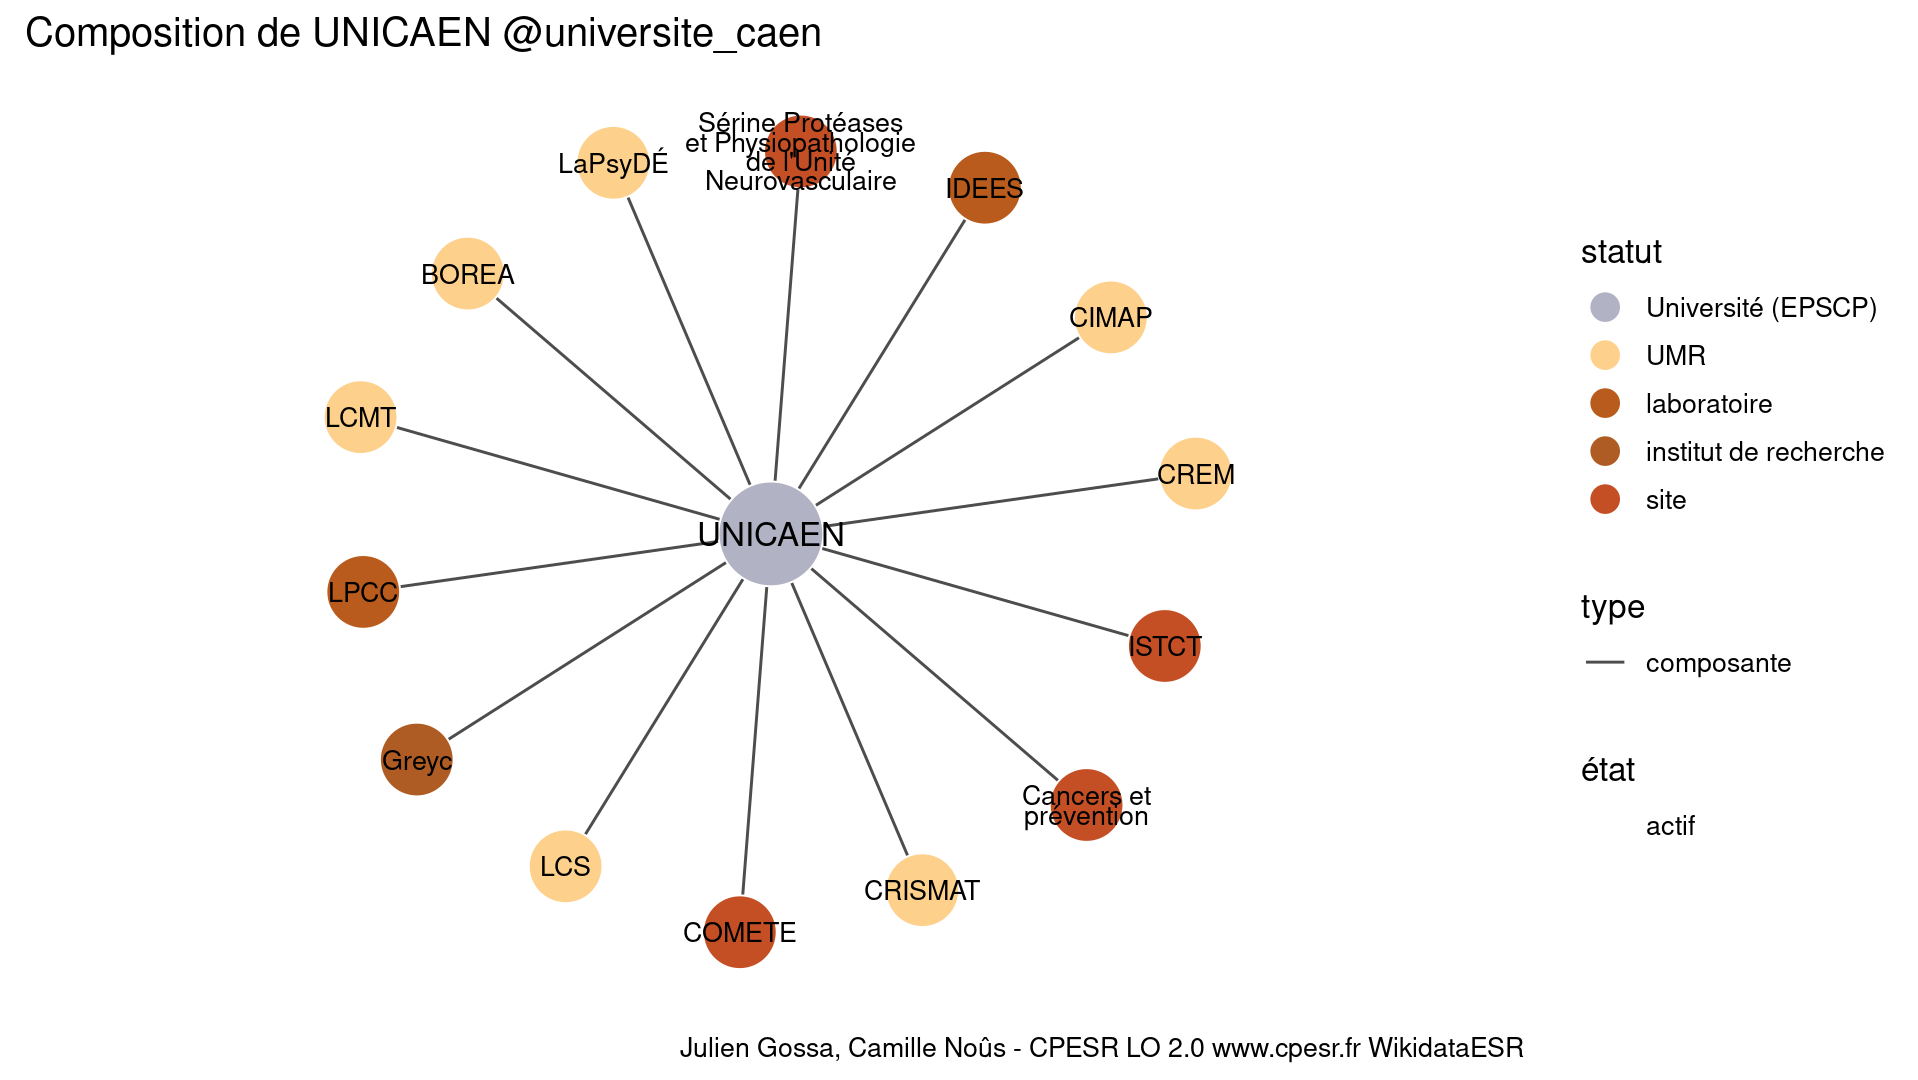 Composition de UNICAEN @universite_caen
Sérine Protéases
et Physiopathologie
de l'Unité
Neurovasculaire
LaPsyDÉ
IDEES
BOREA
CIMAP
LCMT
CREM
UNICAEN
LPCC
ISTCT
Greyc
Cancers et
prévention
LCS
CRISMAT
COMETE
statut
Université (EPSCP)
UMR
laboratoire
institut de recherche
site
type
composante
état
actif
Julien Gossa, Camille Noûs - CPESR LO 2.0 www.cpesr.fr WikidataESR